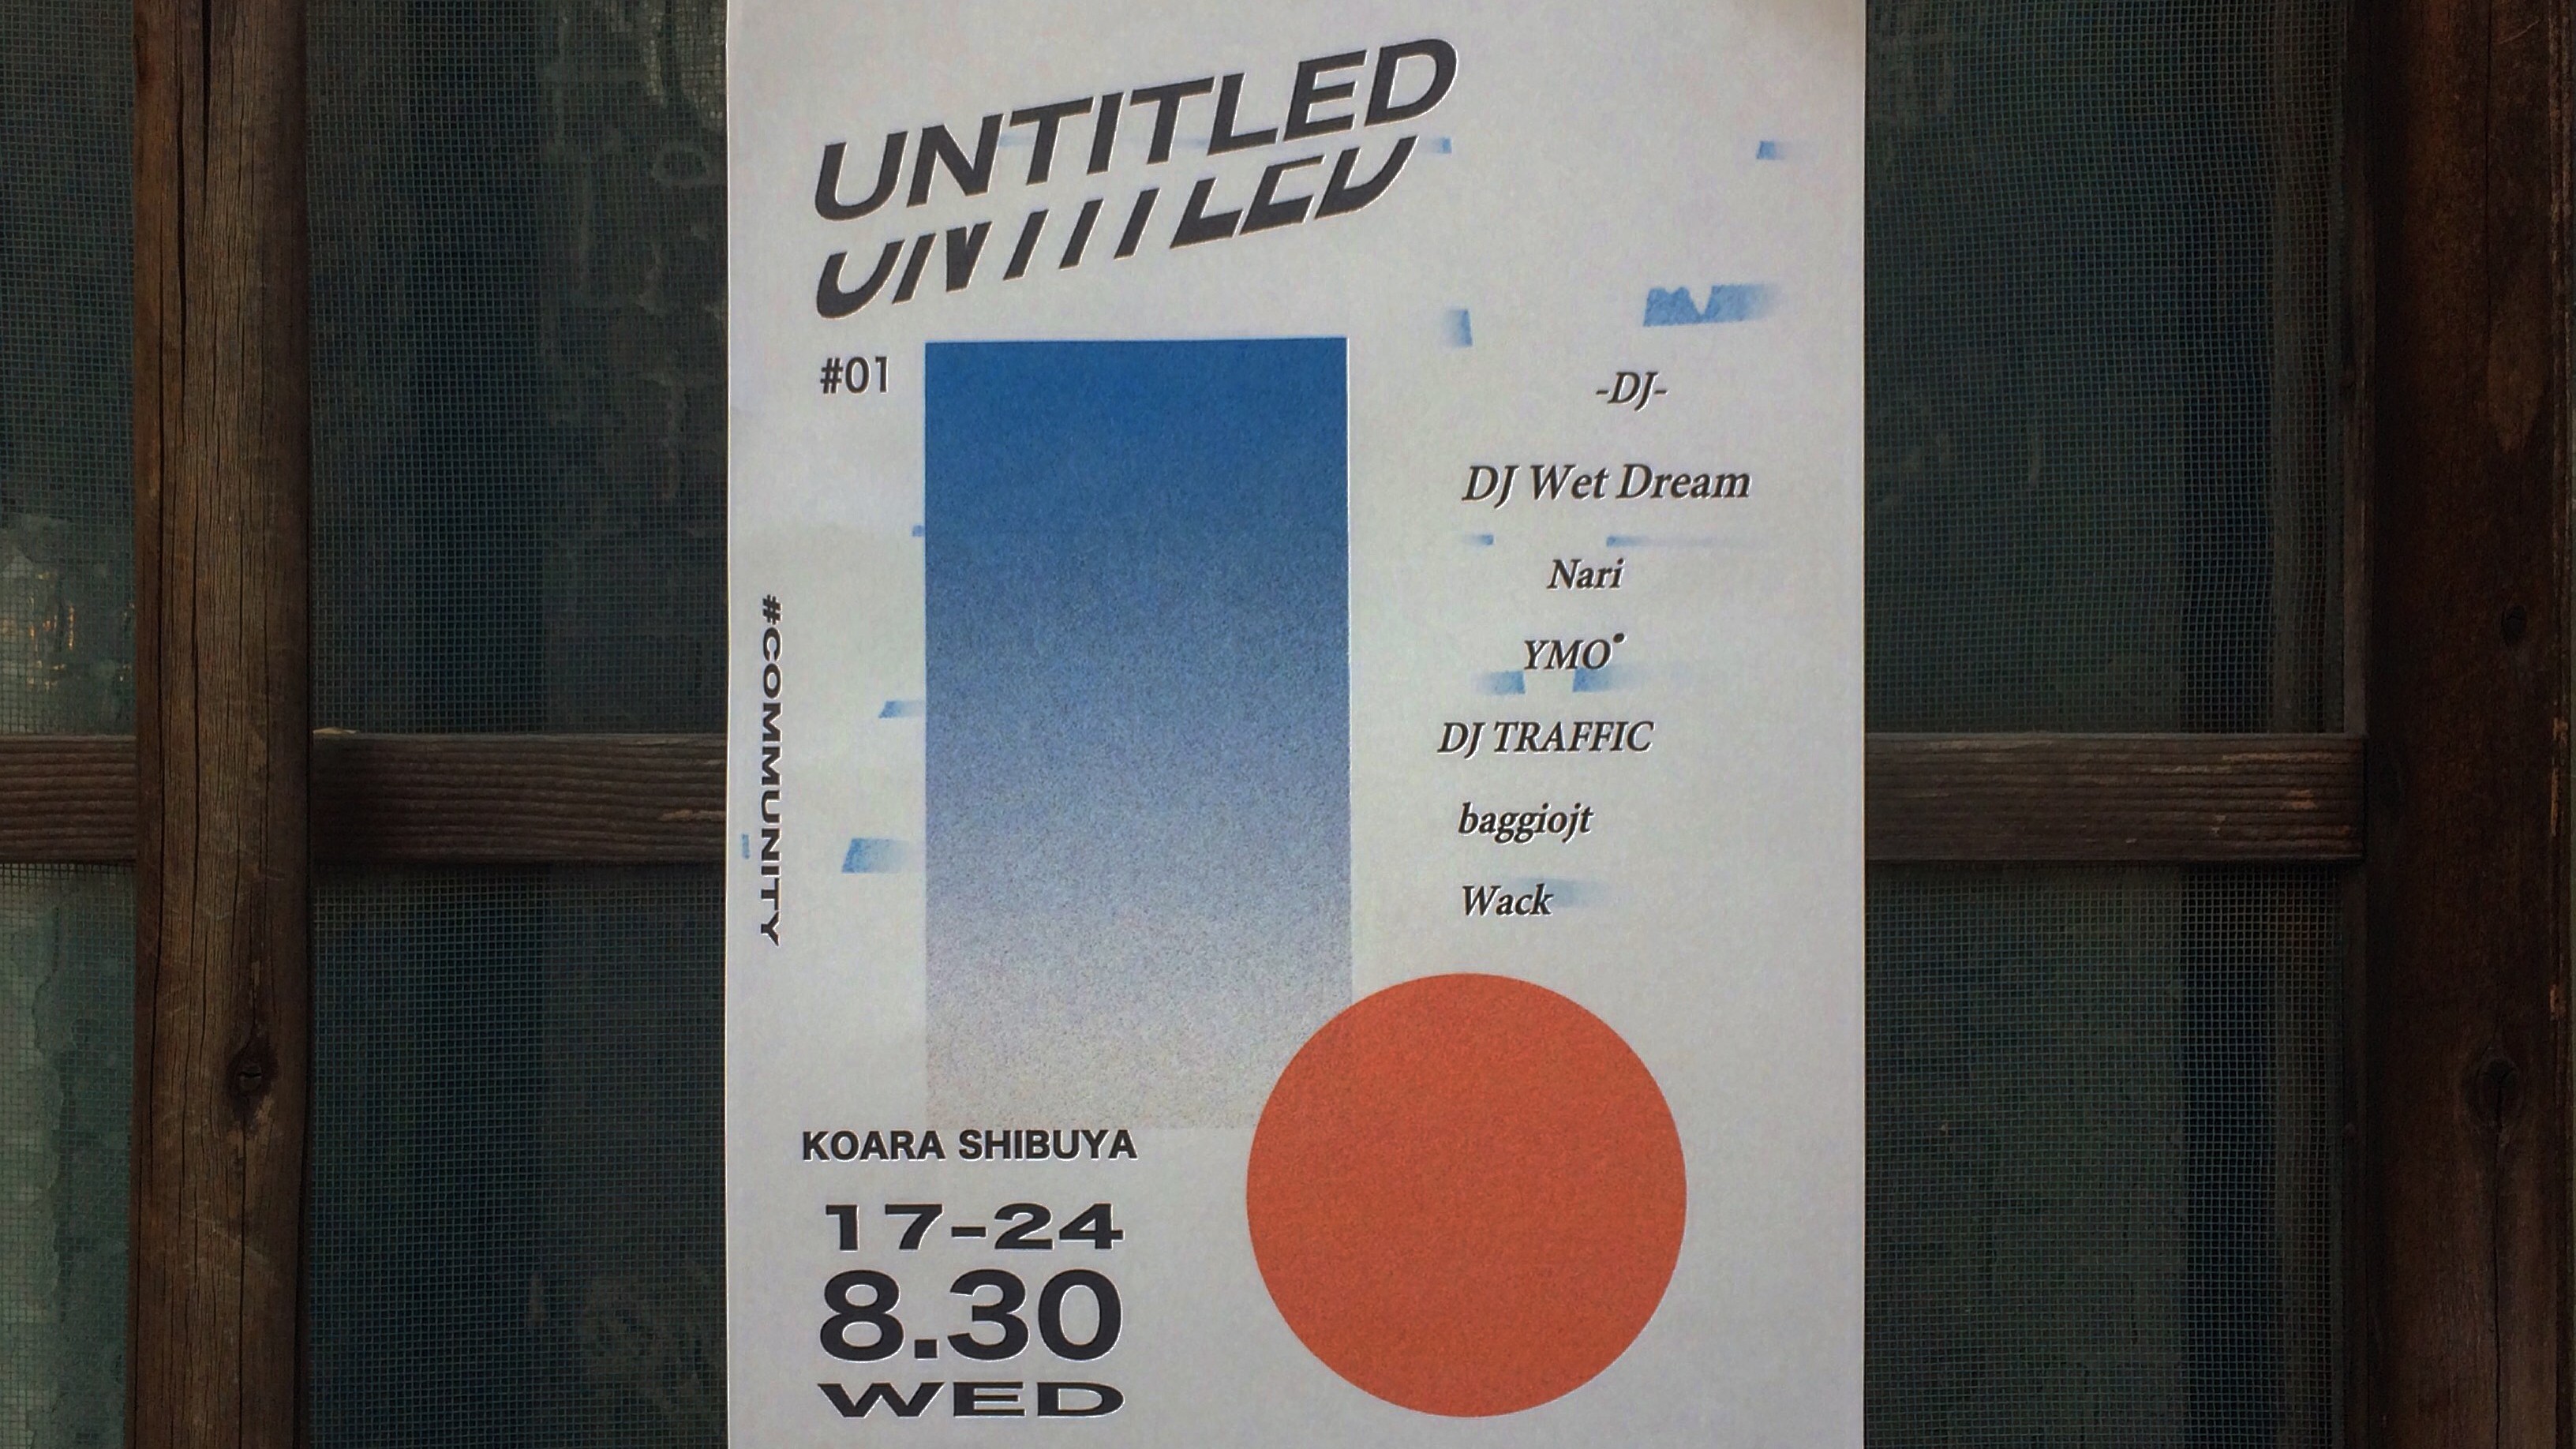 UNTITLED
UNTITLED
#01
-DJ-
DJ Wet Dream
Nari
YMO•
DJ TRAFFIC
baggiojt
Wack
#COMMUNITY
KOARA SHIBUYA
17-24
8.30
WED